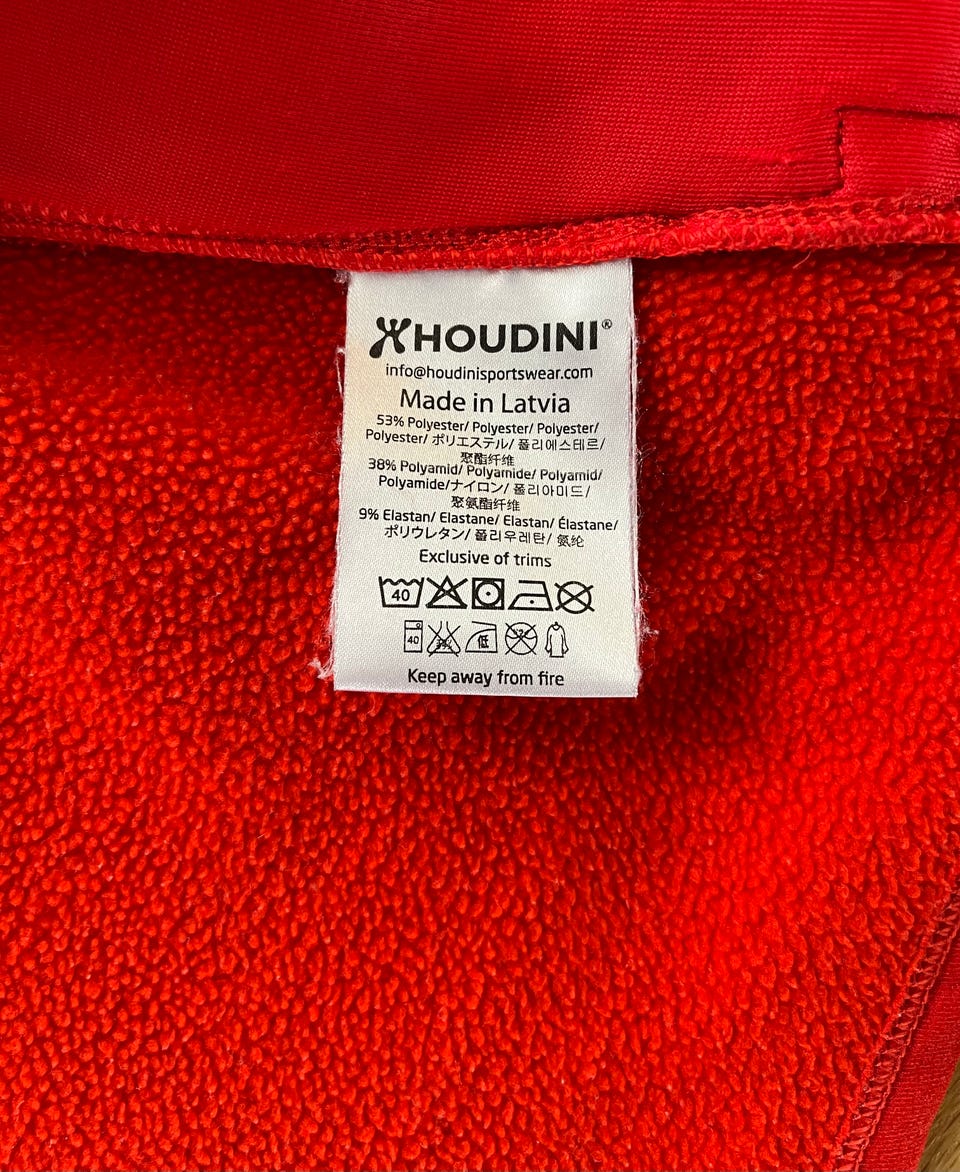 HOUDINI®
info@houdinisportswear.com
Made in Latvia
53% Polyester/ Polyester/ Polyester/
Polyester/ ポリエステル/ 폴리에스테르/
聚酯纤维
38% Polyamid/ Polyamide/ Polyamid/
Polyamide/ナイロン/ 폴리아미드/
聚氨酯纤维
9% Elastan/ Elastane/ Elastan/ Élastane/
ポリウレタン/ 폴리우레탄/ 氨纶
Exclusive of trims
40
40 低
Keep away from fire